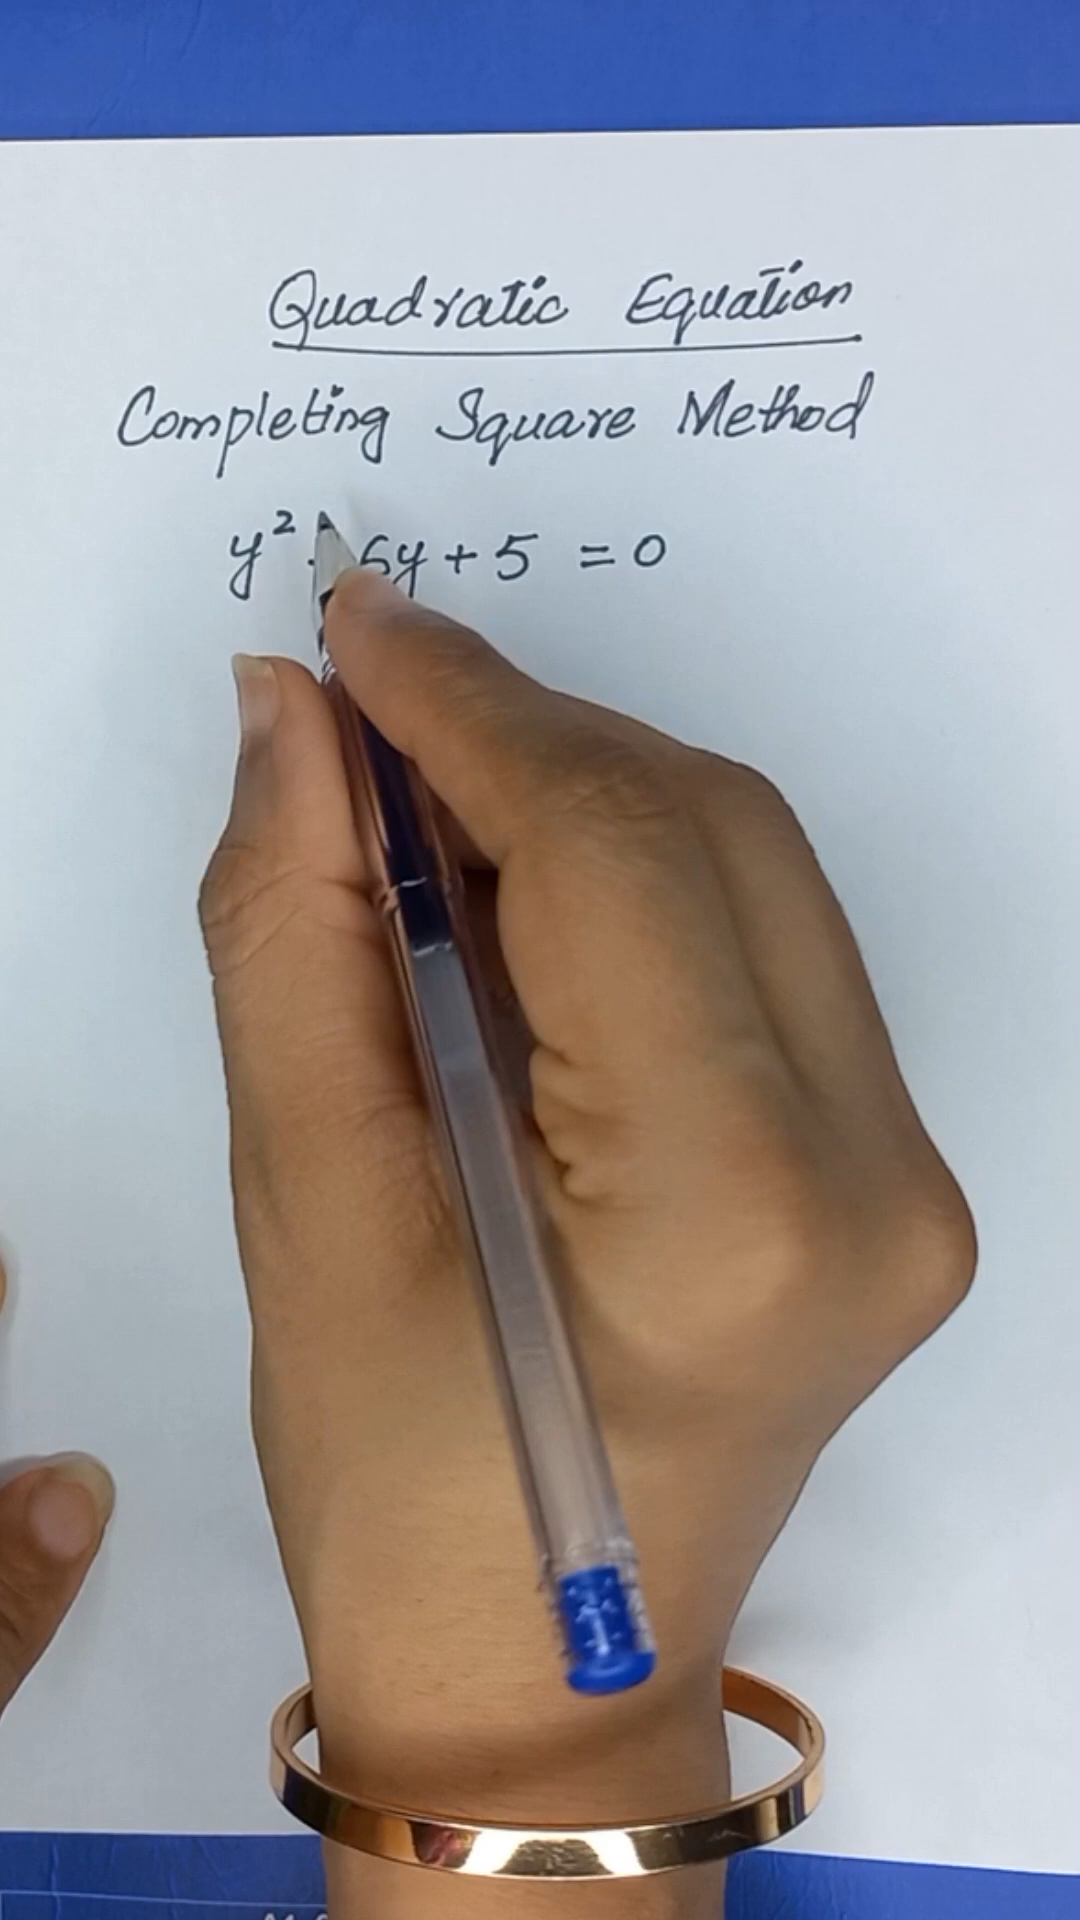 Quadratic Equation
Completing Square Method
y² - 6y + 5 = 0